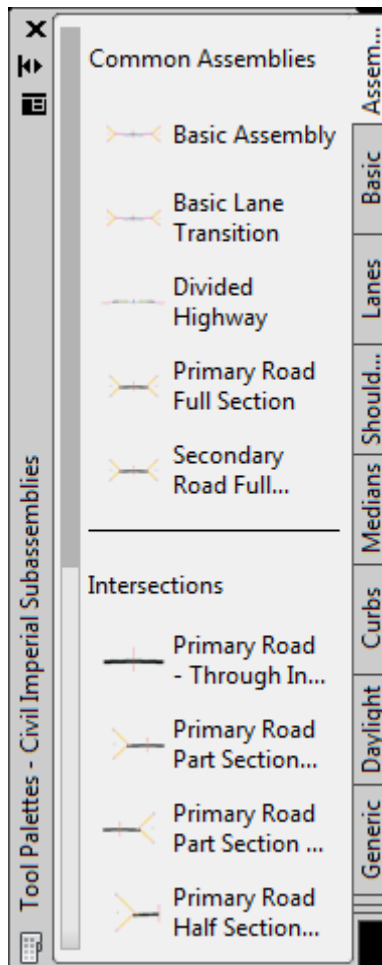 Common Assemblies
Basic Assembly
Basic Lane
Transition
Divided
Highway
Primary Road
Full Section
Secondary
Road Full...
Intersections
Primary Road
- Through In...
Primary Road
Part Section...
Primary Road
Part Section ...
Primary Road
Half Section...
Assem...
Basic
Lanes
Should...
Medians
Curbs
Daylight
Generic
Tool Palettes - Civil Imperial Subassemblies